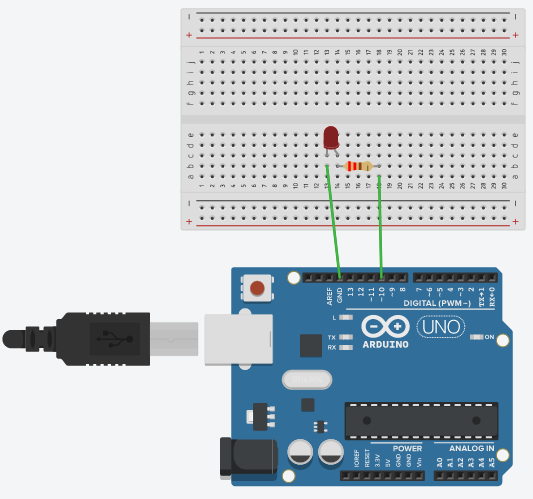 − −
+ +
1 2 3 4 5 6 7 8 9 10 11 12 13 14 15 16 17 18 19 20 21 22 23 24 25 26 27 28 29 30
j j
i i
h h
g g
f f
e e
d d
c c
b b
a a
1 2 3 4 5 6 7 8 9 10 11 12 13 14 15 16 17 18 19 20 21 22 23 24 25 26 27 28 29 30
− −
+ +
AREF GND 13 12 ~11 ~10 ~9 8 7 ~6 ~5 4 ~3 2 TX→1 RX←0
DIGITAL (PWM ~)
L
TX
RX
ARDUINO
UNO
ON
POWER
ANALOG IN
IOREF RESET 3.3V 5V GND GND Vin A0 A1 A2 A3 A4 A5